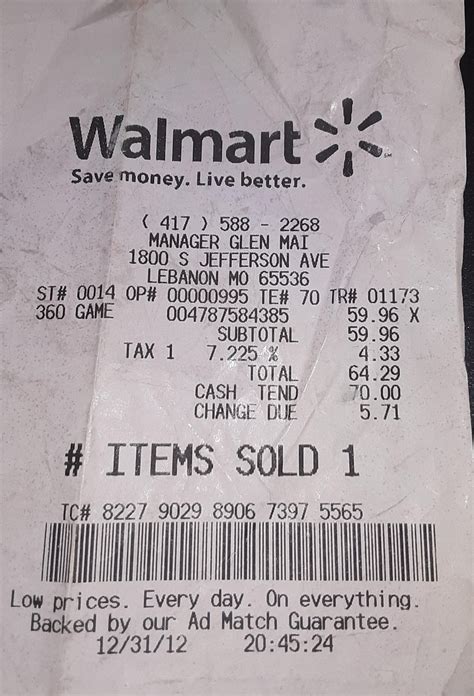 Walmart
Save money. Live better.
( 417 ) 588 - 2268
MANAGER GLEN MAI
1800 S JEFFERSON AVE
LEBANON MO 65536
ST# 0014 OP# 00000995 TE# 70 TR# 01173
360 GAME 004787584385 59.96 X
SUBTOTAL 59.96
TAX 1 7.225 % 4.33
TOTAL 64.29
CASH TEND 70.00
CHANGE DUE 5.71
# ITEMS SOLD 1
TC# 8227 9029 8906 7397 5565
Low prices. Every day. On everything.
Backed by our Ad Match Guarantee.
12/31/12 20:45:24